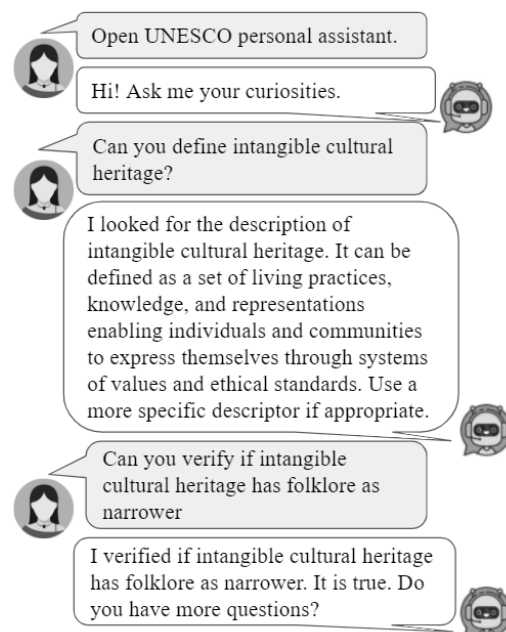 Open UNESCO personal assistant.
Hi! Ask me your curiosities.
Can you define intangible cultural
heritage?
I looked for the description of
intangible cultural heritage. It can be
defined as a set of living practices,
knowledge, and representations
enabling individuals and communities
to express themselves through systems
of values and ethical standards. Use a
more specific descriptor if appropriate.
Can you verify if intangible
cultural heritage has folklore as
narrower
I verified if intangible cultural heritage
has folklore as narrower. It is true. Do
you have more questions?